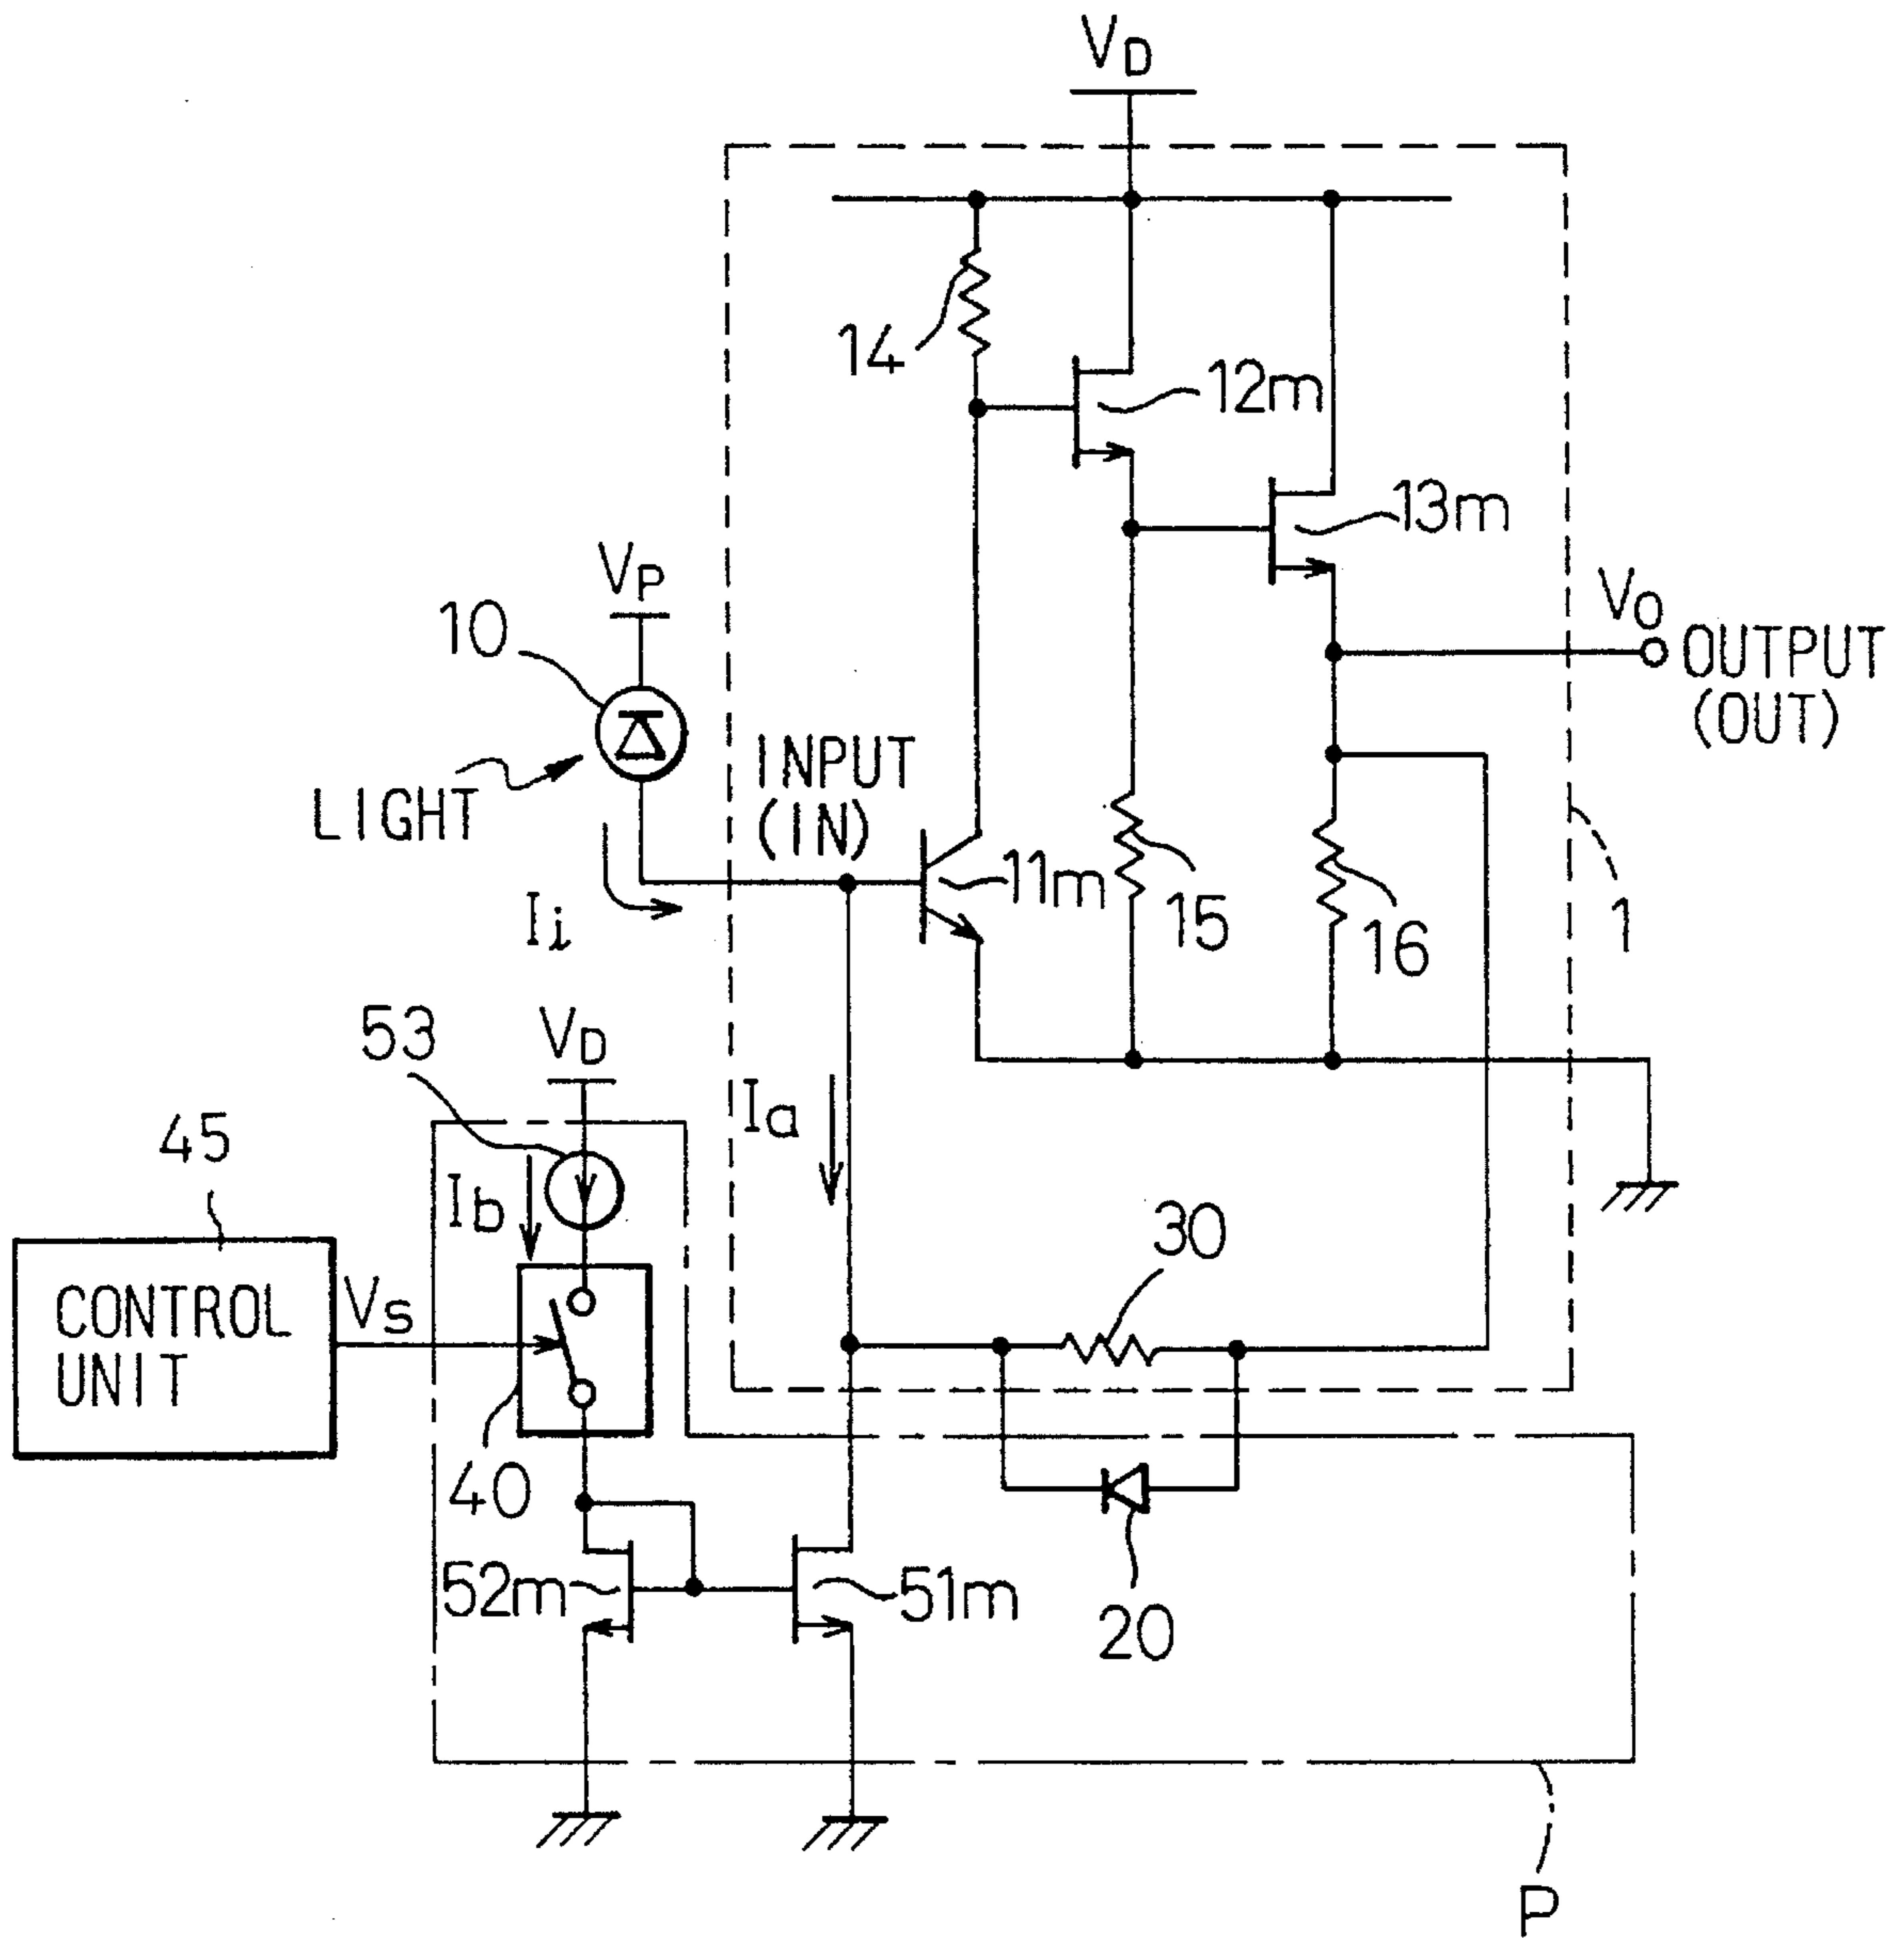 VD
14
12m
13m
VP
10
VO
OUTPUT
(OUT)
INPUT
(IN)
LIGHT
11m
Ii
15
16
1
53
VD
Ia
45
Ib
30
CONTROL
UNIT
VS
40
52m
51m
20
P